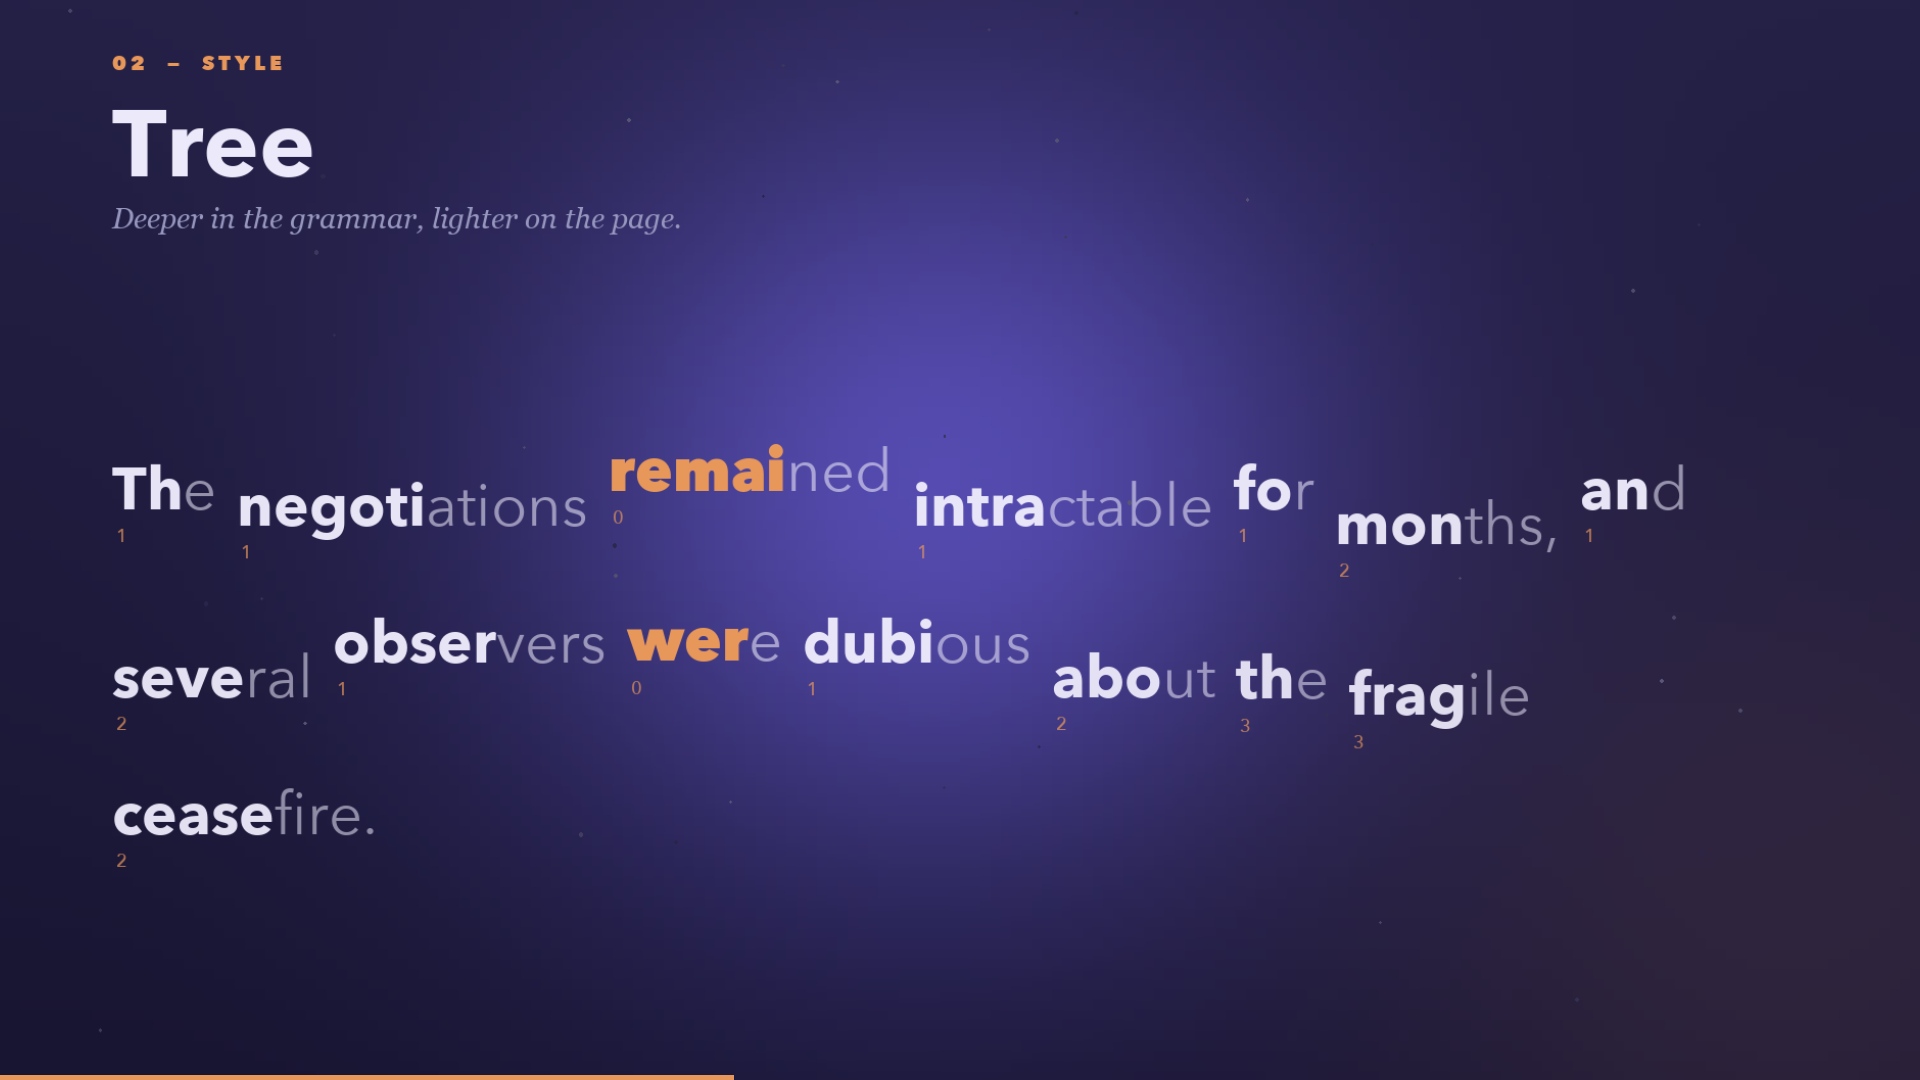 02 – STYLE
Tree
Deeper in the grammar, lighter on the page.
The negotiations remained intractable for months, and
1 1 0 1 1 2 1
several observers were dubious about the fragile
2 1 0 1 2 3 3
ceasefire.
2